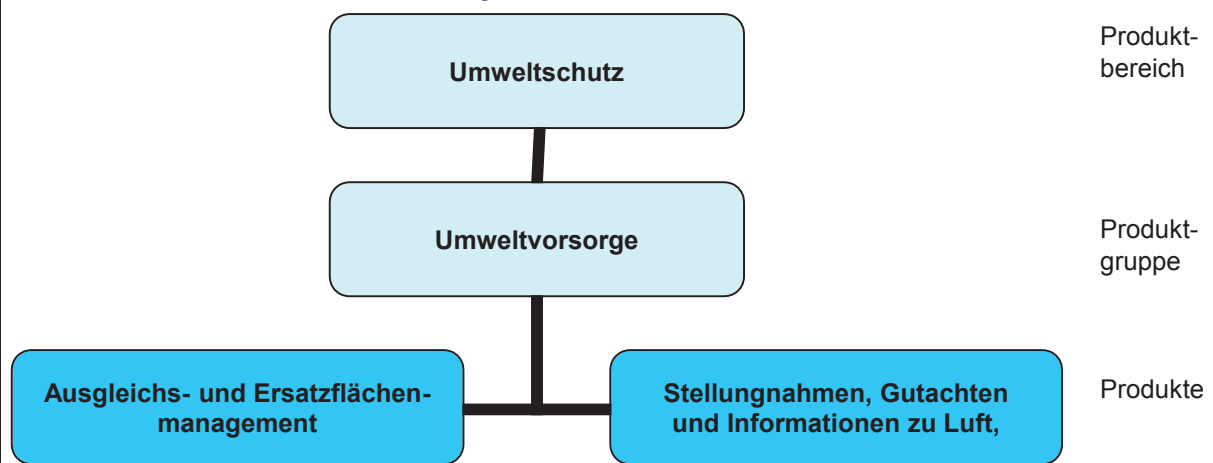 Umweltschutz
Produkt-
bereich
Umweltvorsorge
Produkt-
gruppe
Ausgleichs- und Ersatzflächen-
management
Stellungnahmen, Gutachten
und Informationen zu Luft,
Produkte